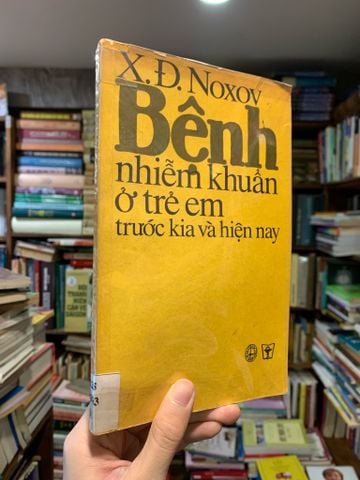 X.Đ. NOXOV
Bệnh
nhiễm khuẩn
ở trẻ em
trước kia và hiện nay